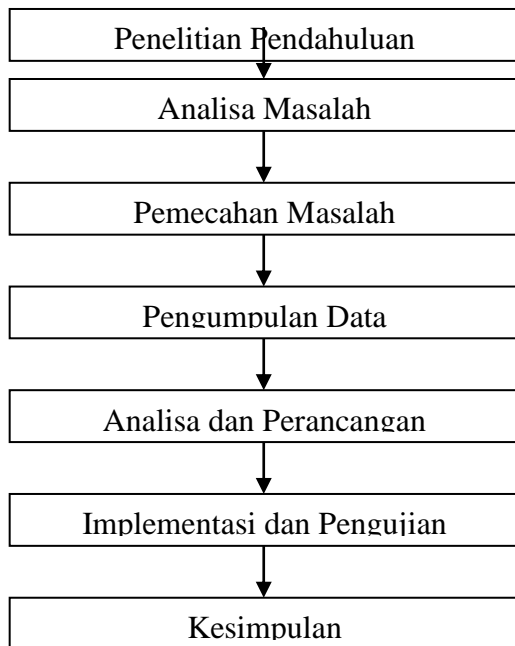 Penelitian Pendahuluan
Analisa Masalah
Pemecahan Masalah
Pengumpulan Data
Analisa dan Perancangan
Implementasi dan Pengujian
Kesimpulan